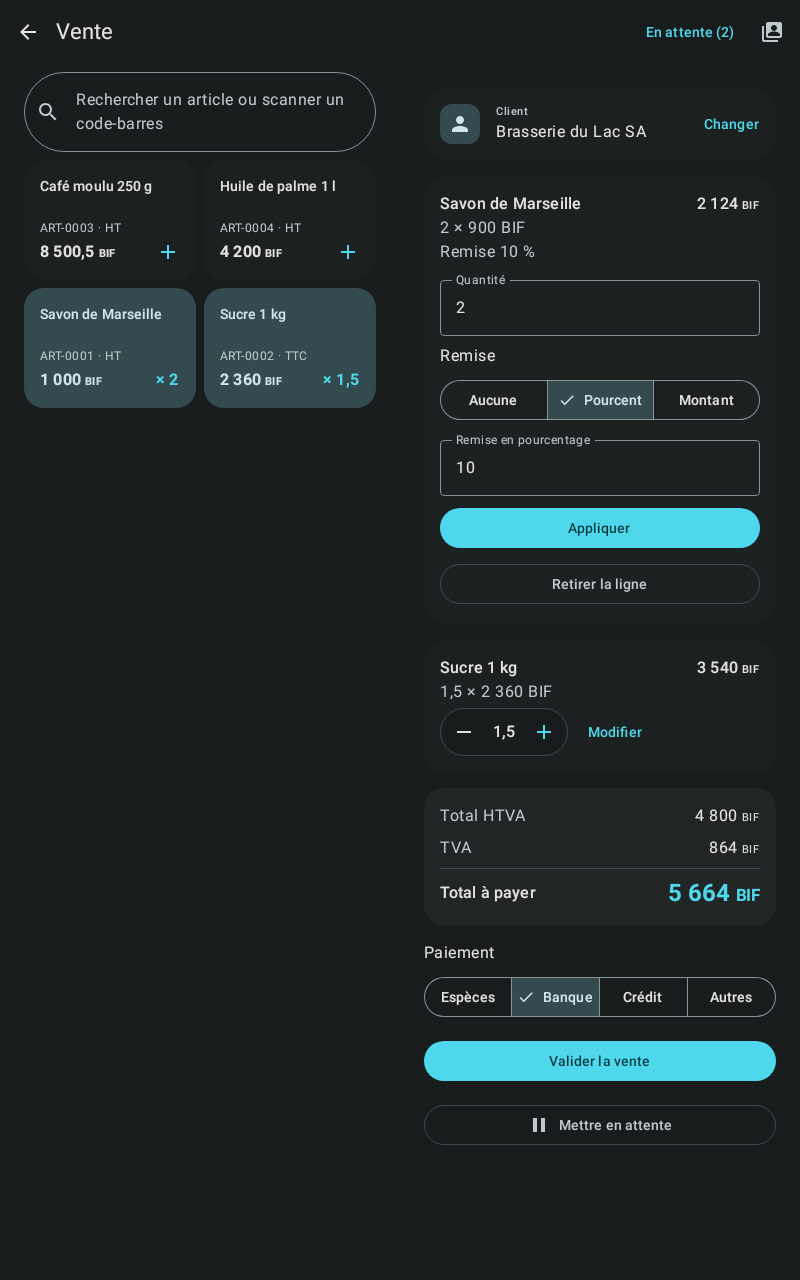 Vente
En attente (2)
Rechercher un article ou scanner un
code-barres
Café moulu 250 g
ART-0003 · HT
8 500,5 BIF
Huile de palme 1 l
ART-0004 · HT
4 200 BIF
Savon de Marseille
ART-0001 · HT
1 000 BIF
× 2
Sucre 1 kg
ART-0002 · TTC
2 360 BIF
× 1,5
Client
Brasserie du Lac SA
Changer
Savon de Marseille
2 124 BIF
2 × 900 BIF
Remise 10 %
Quantité
2
Remise
Aucune
Pourcent
Montant
Remise en pourcentage
10
Appliquer
Retirer la ligne
Sucre 1 kg
3 540 BIF
1,5 × 2 360 BIF
1,5
Modifier
Total HTVA
4 800 BIF
TVA
864 BIF
Total à payer
5 664 BIF
Paiement
Espèces
Banque
Crédit
Autres
Valider la vente
Mettre en attente